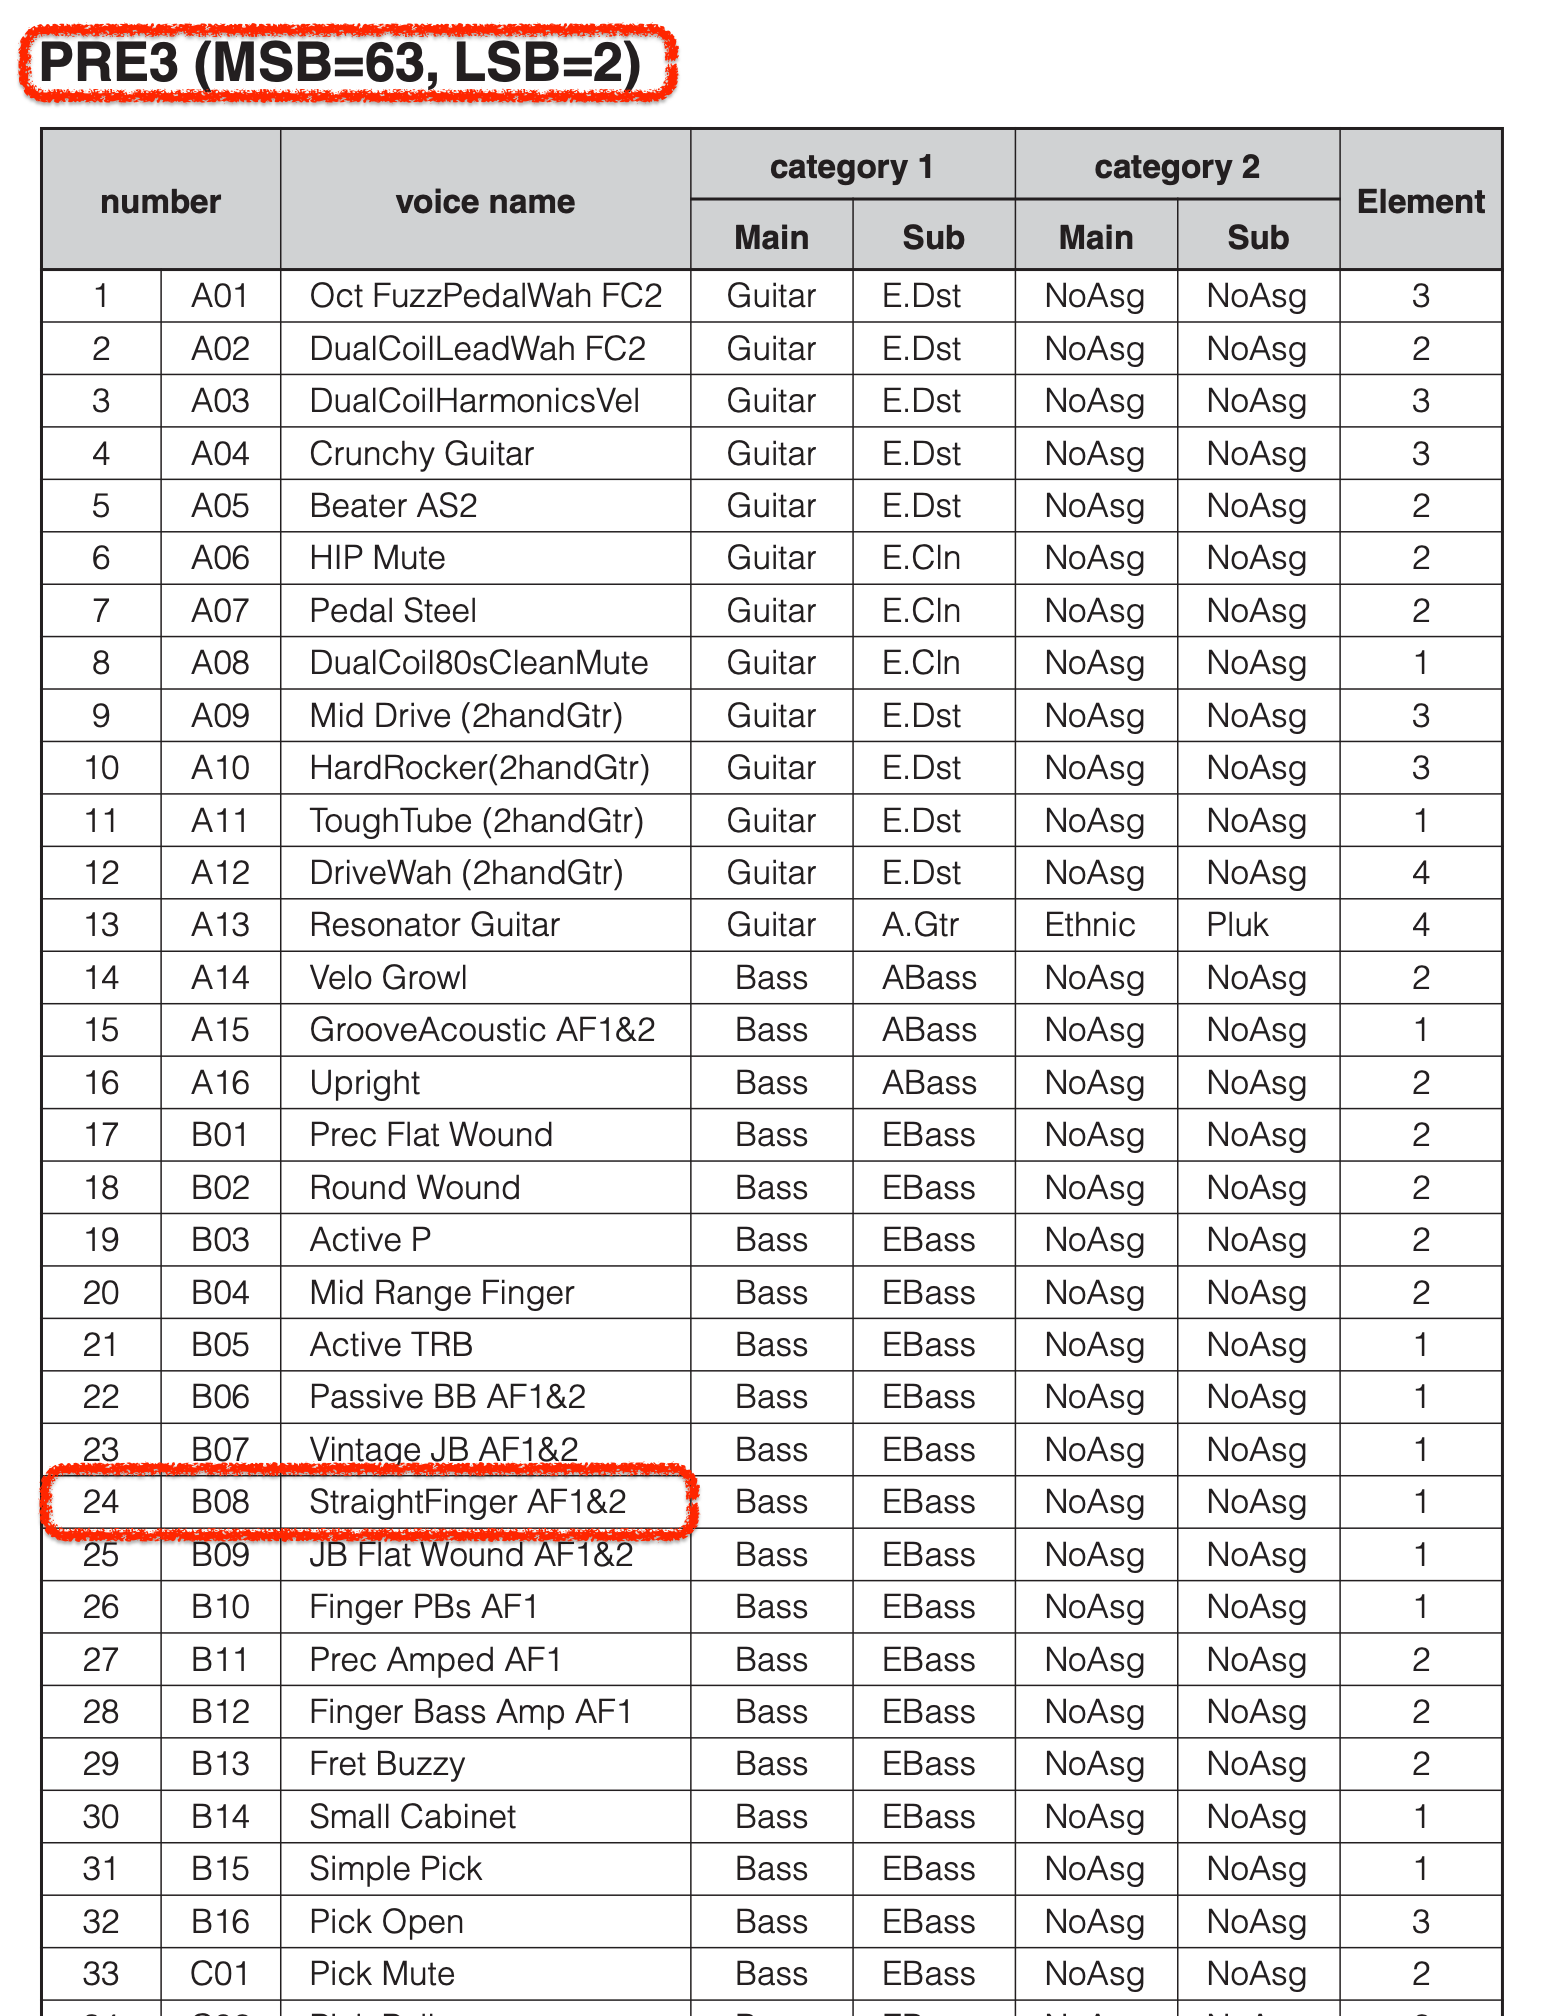 PRE3 (MSB=63, LSB=2)
number voice name category 1 category 2 Element
Main Sub Main Sub
1 A01 Oct FuzzPedalWah FC2 Guitar E.Dst NoAsg NoAsg 3
2 A02 DualCoilLeadWah FC2 Guitar E.Dst NoAsg NoAsg 2
3 A03 DualCoilHarmonicsVel Guitar E.Dst NoAsg NoAsg 3
4 A04 Crunchy Guitar Guitar E.Dst NoAsg NoAsg 3
5 A05 Beater AS2 Guitar E.Dst NoAsg NoAsg 2
6 A06 HIP Mute Guitar E.Cln NoAsg NoAsg 2
7 A07 Pedal Steel Guitar E.Cln NoAsg NoAsg 2
8 A08 DualCoil80sCleanMute Guitar E.Cln NoAsg NoAsg 1
9 A09 Mid Drive (2handGtr) Guitar E.Dst NoAsg NoAsg 3
10 A10 HardRocker(2handGtr) Guitar E.Dst NoAsg NoAsg 3
11 A11 ToughTube (2handGtr) Guitar E.Dst NoAsg NoAsg 1
12 A12 DriveWah (2handGtr) Guitar E.Dst NoAsg NoAsg 4
13 A13 Resonator Guitar Guitar A.Gtr Ethnic Pluk 4
14 A14 Velo Growl Bass ABass NoAsg NoAsg 2
15 A15 GrooveAcoustic AF1&2 Bass ABass NoAsg NoAsg 1
16 A16 Upright Bass ABass NoAsg NoAsg 2
17 B01 Prec Flat Wound Bass EBass NoAsg NoAsg 2
18 B02 Round Wound Bass EBass NoAsg NoAsg 2
19 B03 Active P Bass EBass NoAsg NoAsg 2
20 B04 Mid Range Finger Bass EBass NoAsg NoAsg 2
21 B05 Active TRB Bass EBass NoAsg NoAsg 1
22 B06 Passive BB AF1&2 Bass EBass NoAsg NoAsg 1
23 B07 Vintage JB AF1&2 Bass EBass NoAsg NoAsg 1
24 B08 StraightFinger AF1&2 Bass EBass NoAsg NoAsg 1
25 B09 JB Flat Wound AF1&2 Bass EBass NoAsg NoAsg 1
26 B10 Finger PBs AF1 Bass EBass NoAsg NoAsg 1
27 B11 Prec Amped AF1 Bass EBass NoAsg NoAsg 2
28 B12 Finger Bass Amp AF1 Bass EBass NoAsg NoAsg 2
29 B13 Fret Buzzy Bass EBass NoAsg NoAsg 2
30 B14 Small Cabinet Bass EBass NoAsg NoAsg 1
31 B15 Simple Pick Bass EBass NoAsg NoAsg 1
32 B16 Pick Open Bass EBass NoAsg NoAsg 3
33 C01 Pick Mute Bass EBass NoAsg NoAsg 2